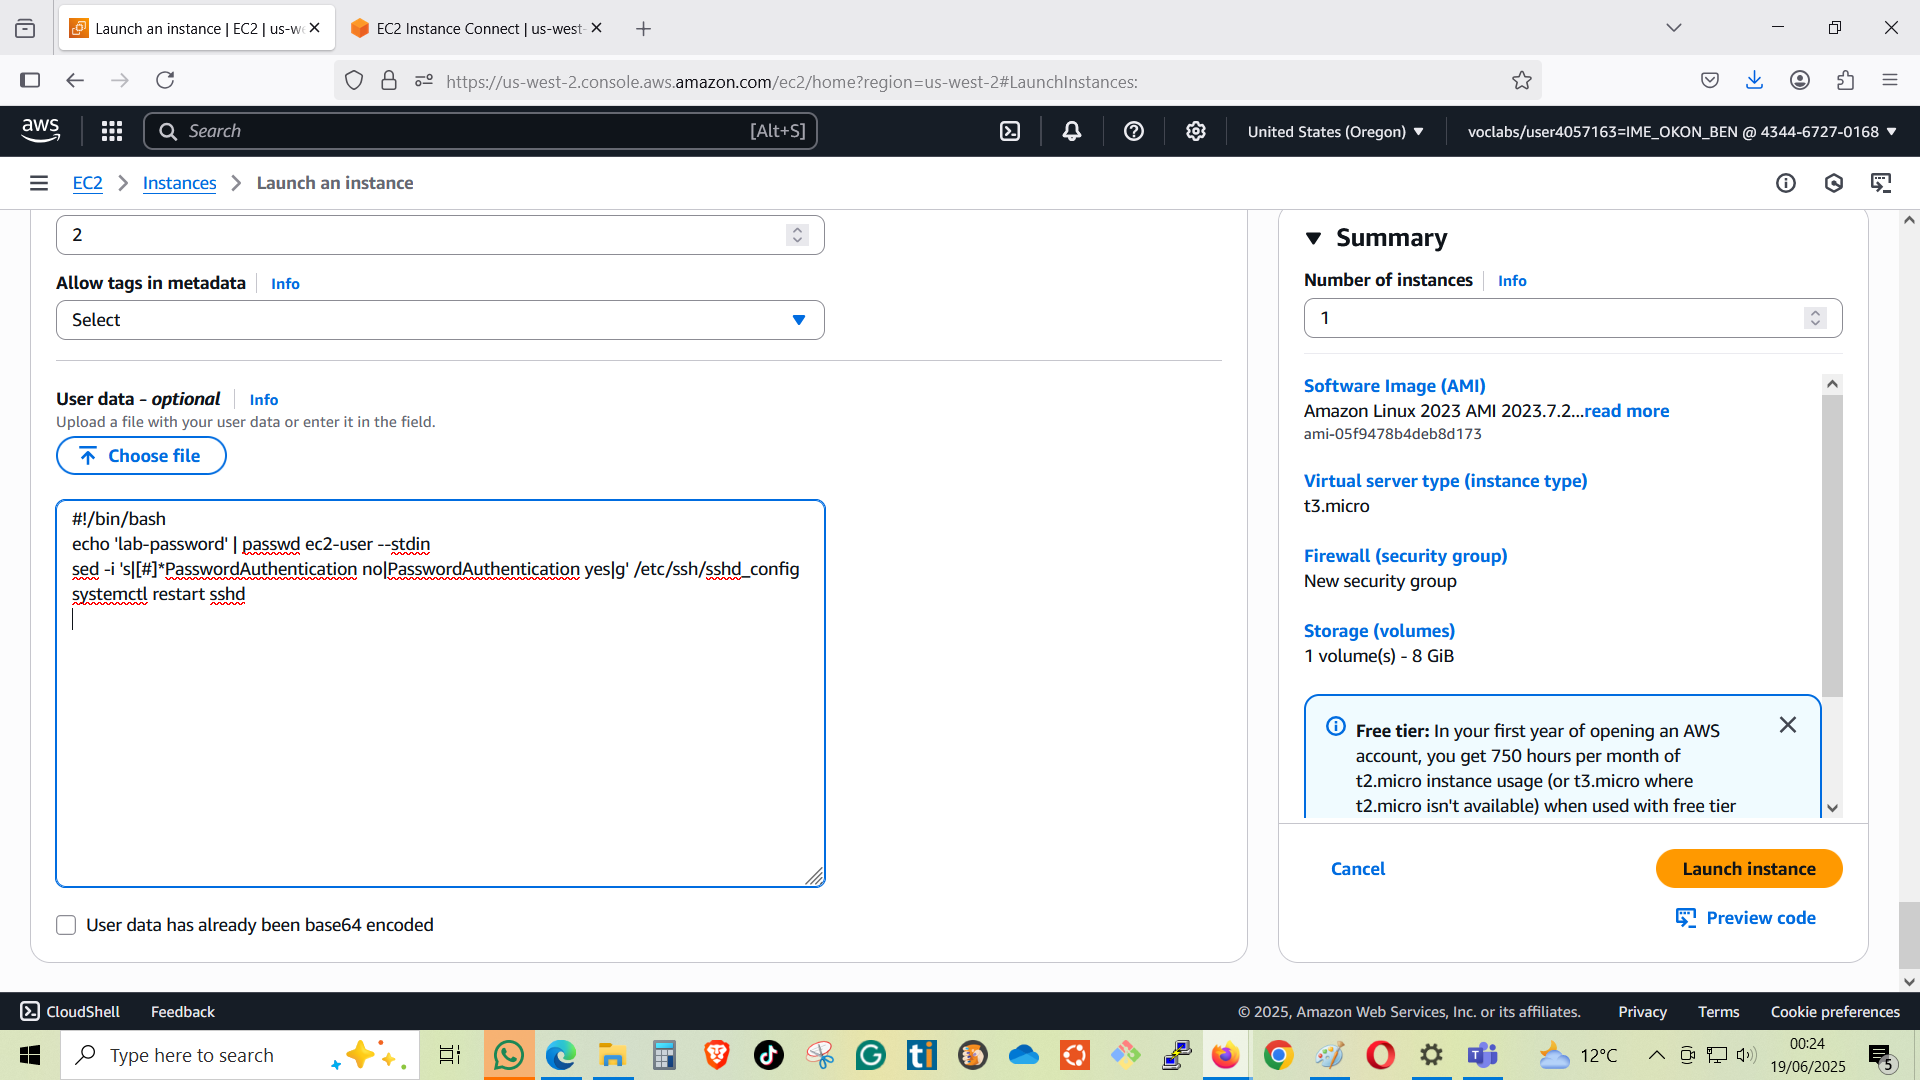 Launch an instance | EC2 | us-we
EC2 Instance Connect | us-west-
https://us-west-2.console.aws.amazon.com/ec2/home?region=us-west-2#LaunchInstances:
aws
Search
[Alt+S]
United States (Oregon)
voclabs/user4057163=IME_OKON_BEN @ 4344-6727-0168
EC2
Instances
Launch an instance
2
Allow tags in metadata
Info
Select
User data - optional
Info
Upload a file with your user data or enter it in the field.
Choose file
#!/bin/bash
echo 'lab-password' | passwd ec2-user --stdin
sed -i 's|[#]*PasswordAuthentication no|PasswordAuthentication yes|g' /etc/ssh/sshd_config
systemctl restart sshd
User data has already been base64 encoded
Summary
Number of instances
Info
1
Software Image (AMI)
Amazon Linux 2023 AMI 2023.7.2...read more
ami-05f9478b4deb8d173
Virtual server type (instance type)
t3.micro
Firewall (security group)
New security group
Storage (volumes)
1 volume(s) - 8 GiB
Free tier: In your first year of opening an AWS
account, you get 750 hours per month of
t2.micro instance usage (or t3.micro where
t2.micro isn't available) when used with free tier
Cancel
Launch instance
Preview code
CloudShell
Feedback
© 2025, Amazon Web Services, Inc. or its affiliates.
Privacy
Terms
Cookie preferences
Type here to search
ti
12°C
00:24
19/06/2025
5